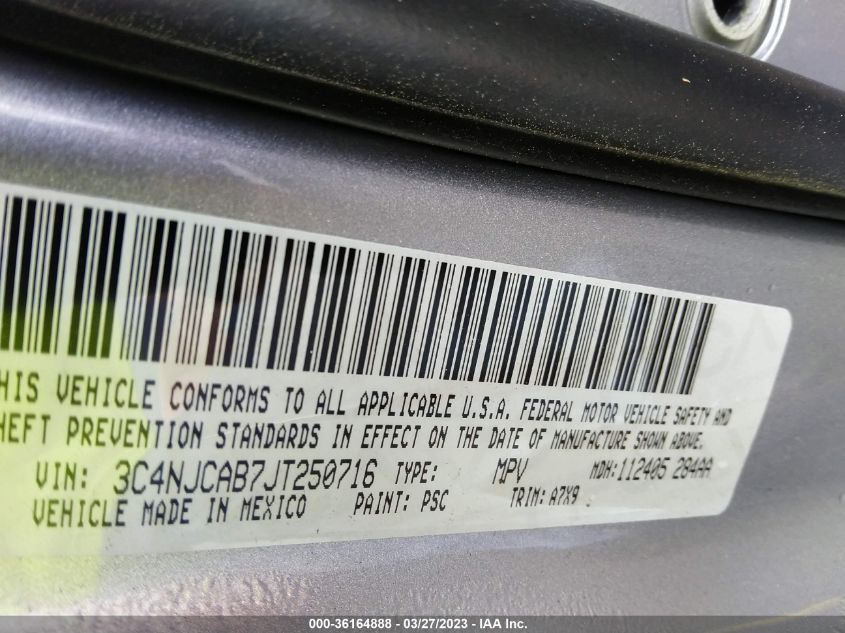 HIS VEHICLE CONFORMS TO ALL APPLICABLE U.S.A. FEDERAL MOTOR VEHICLE SAFETY AND
HEFT PREVENTION STANDARDS IN EFFECT ON THE DATE OF MANUFACTURE SHOWN ABOVE.
VIN: 3C4NJCAB7JT250716 TYPE: MPV MDH:112405 284AA
VEHICLE MADE IN MEXICO PAINT: PSC TRIM: A7X9
000-36164888 - 03/27/2023 - IAA Inc.